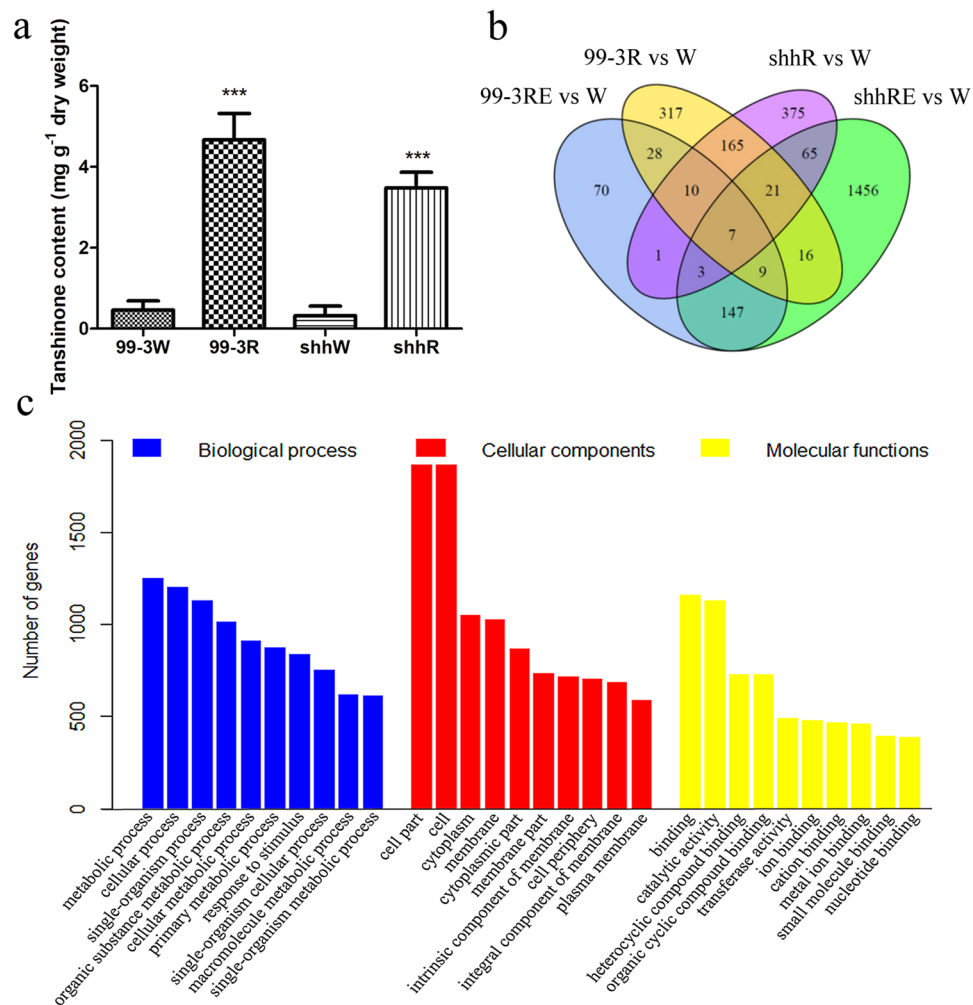 a
Tanshinone content (mg g-1 dry weight)
6
4
2
0
***
***
99-3W
99-3R
shhW
shhR
b
99-3R vs W
shhR vs W
99-3RE vs W
shhRE vs W
317
375
28
165
65
70
10
21
1456
7
1
3
9
16
147
c
Number of genes
2000
1500
1000
500
0
Biological process
Cellular components
Molecular functions
metabolic process
cellular process
single-organism process
organic substance metabolic process
cellular metabolic process
primary metabolic process
response to stimulus
single-organism cellular process
macromolecule metabolic process
single-organism metabolic process
cell part
cell
cytoplasm
membrane
cytoplasmic part
membrane part
intrinsic component of membrane
cell periphery
integral component of membrane
plasma membrane
binding
catalytic activity
heterocyclic compound binding
organic cyclic compound binding
transferase activity
ion binding
cation binding
metal ion binding
small molecule binding
nucleotide binding